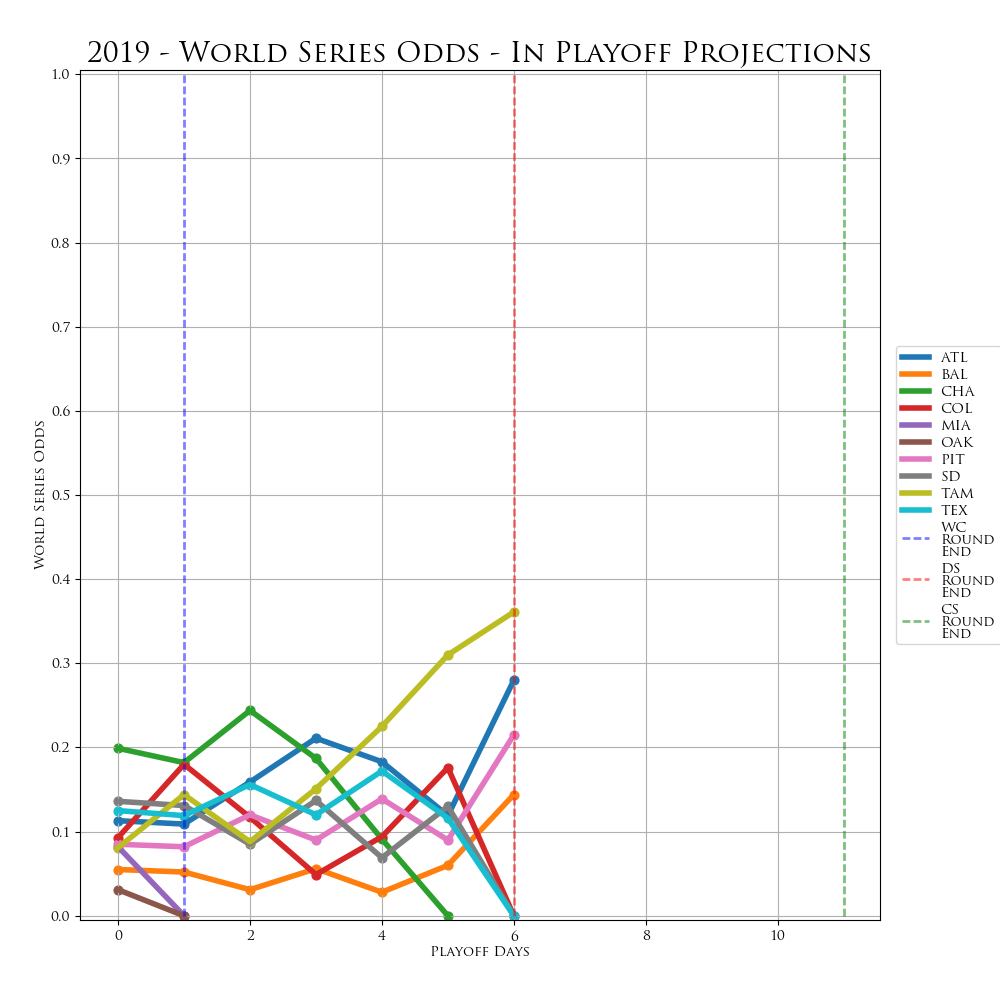 2019 - World Series Odds - In Playoff Projections
World Series Odds
1.0
0.9
0.8
0.7
0.6
0.5
0.4
0.3
0.2
0.1
0.0
0
2
4
6
8
10
Playoff Days
ATL
BAL
CHA
COL
MIA
OAK
PIT
SD
TAM
TEX
WC
Round
End
DS
Round
End
CS
Round
End